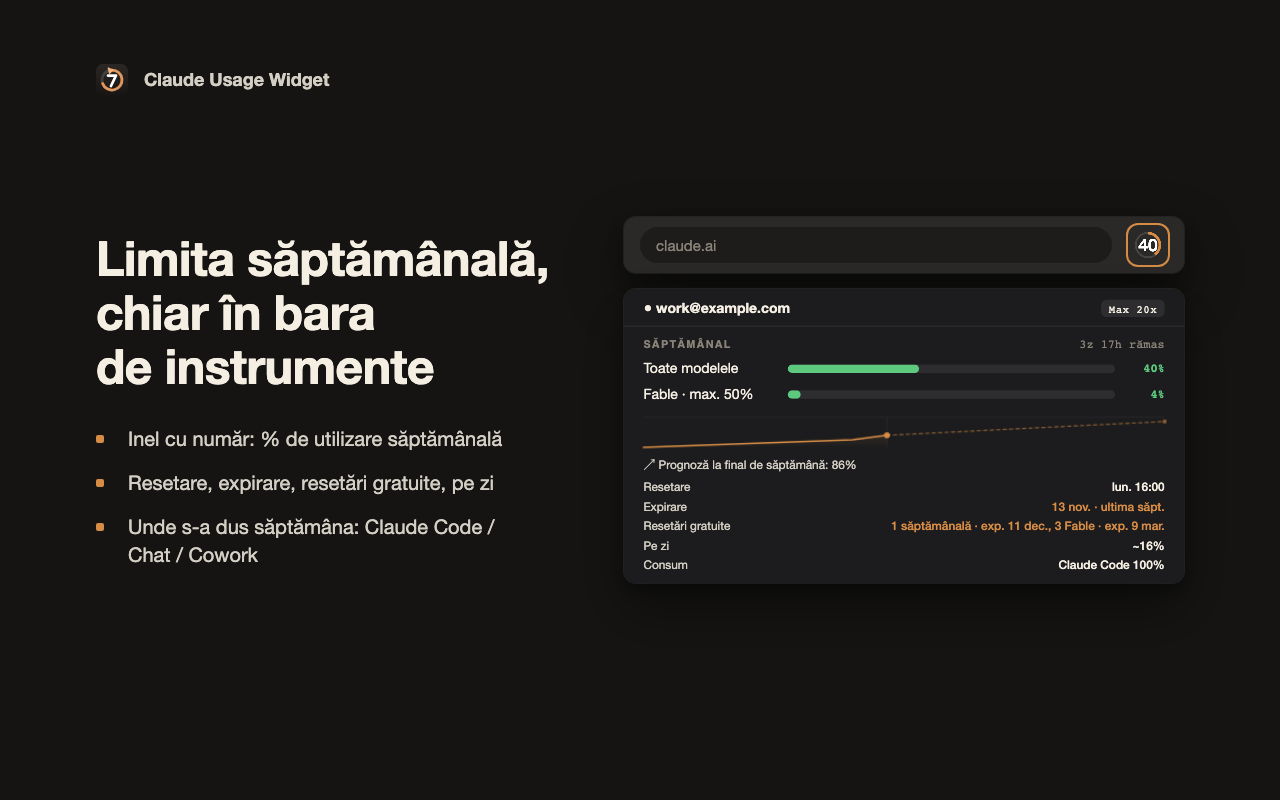 7
Claude Usage Widget
Limita săptămânală,
chiar în bara
de instrumente
Inel cu număr: % de utilizare săptămânală
Resetare, expirare, resetări gratuite, pe zi
Unde s-a dus săptămâna: Claude Code /
Chat / Cowork
claude.ai
40
work@example.com
Max 20x
SĂPTĂMÂNAL
3z 17h rămas
Toate modelele
40%
Fable · max. 50%
4%
↗ Prognoză la final de săptămână: 86%
Resetare
lun. 16:00
Expirare
13 nov. · ultima săpt.
Resetări gratuite
1 săptămânală · exp. 11 dec., 3 Fable · exp. 9 mar.
Pe zi
~16%
Consum
Claude Code 100%